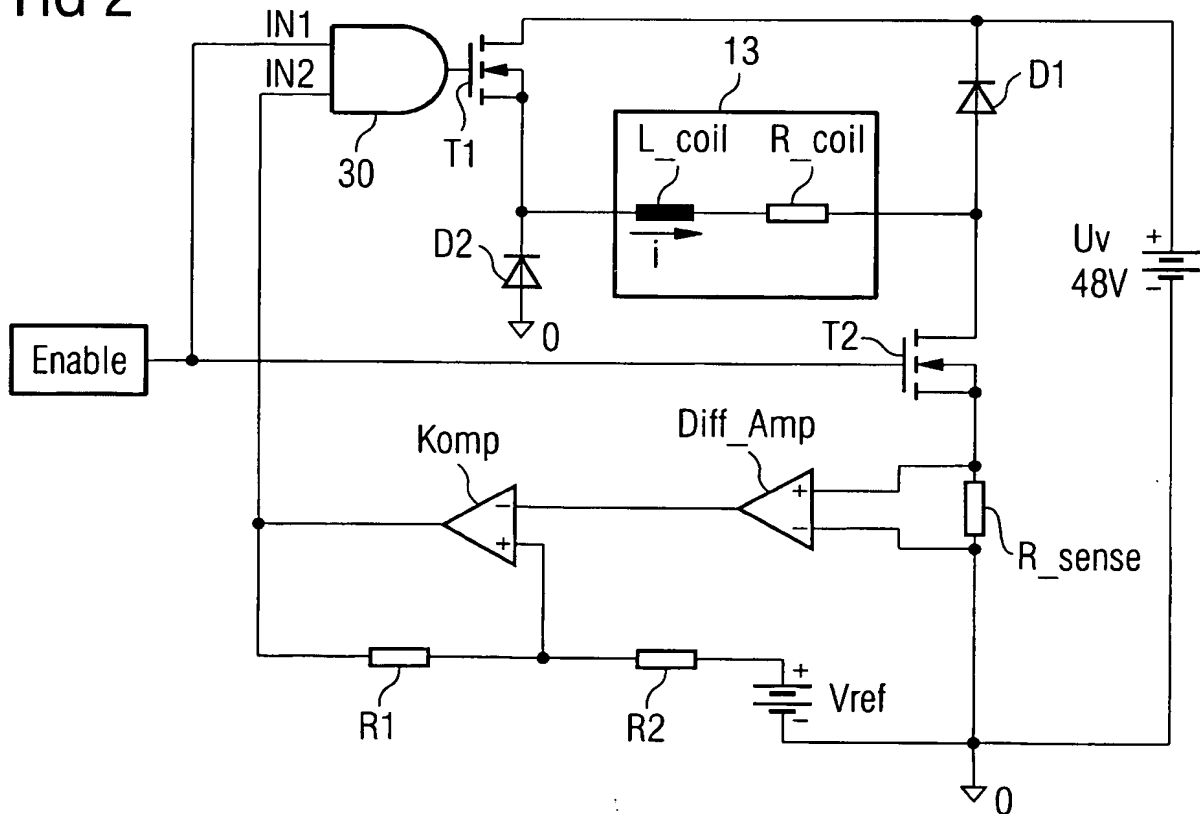 FIG 2
IN1
IN2
30
T1
13
L_coil
R_coil
i
D1
D2
0
Uv
48V
+
-
Enable
T2
Komp
Diff_Amp
-
+
+
-
R_sense
R1
R2
+
-
Vref
0